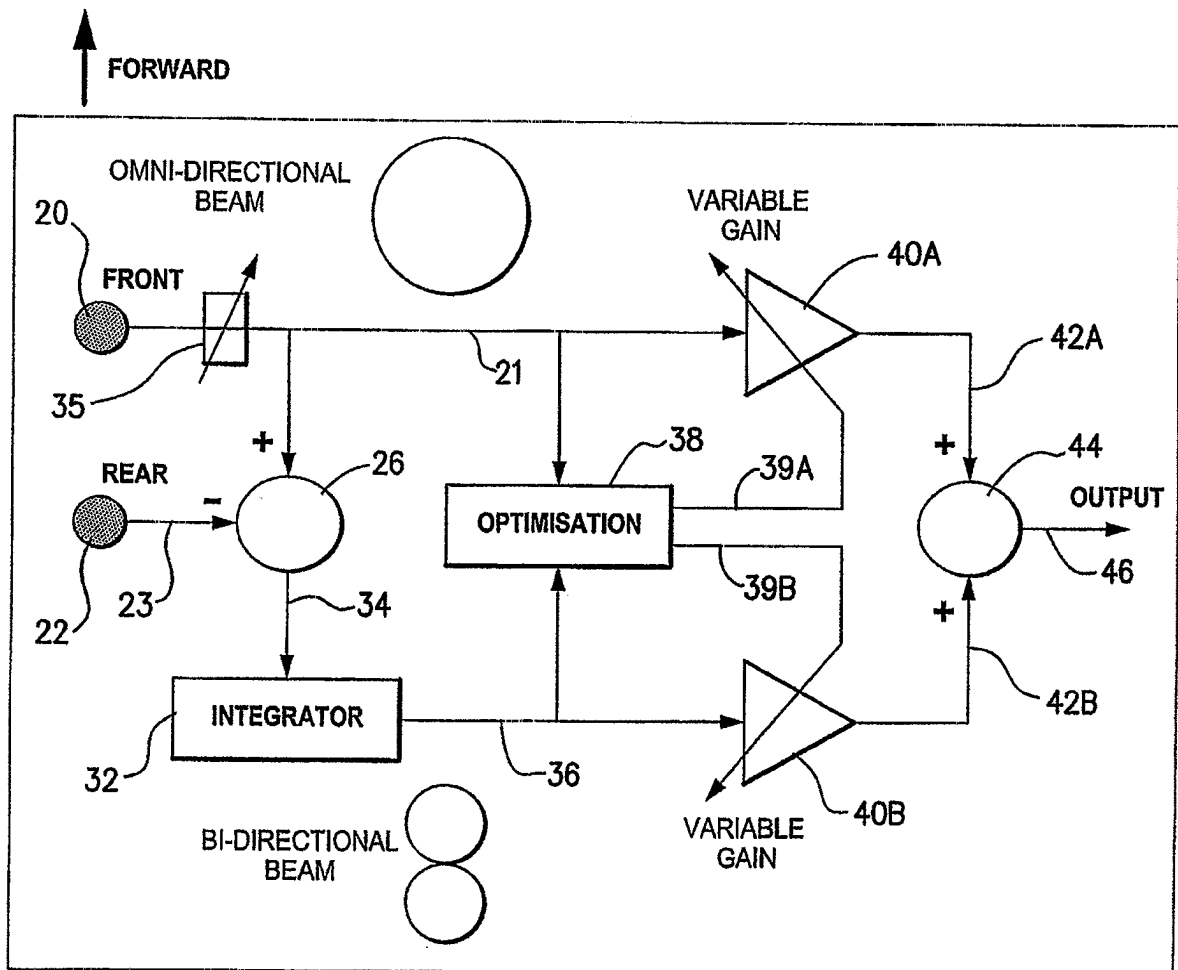 FORWARD
OMNI-DIRECTIONAL
BEAM
VARIABLE
GAIN
20
40A
FRONT
42A
21
35
+
38
+
44
REAR
26
39A
-
OPTIMISATION
OUTPUT
39B
46
23
34
22
+
42B
INTEGRATOR
32
36
40B
BI-DIRECTIONAL
BEAM
VARIABLE
GAIN